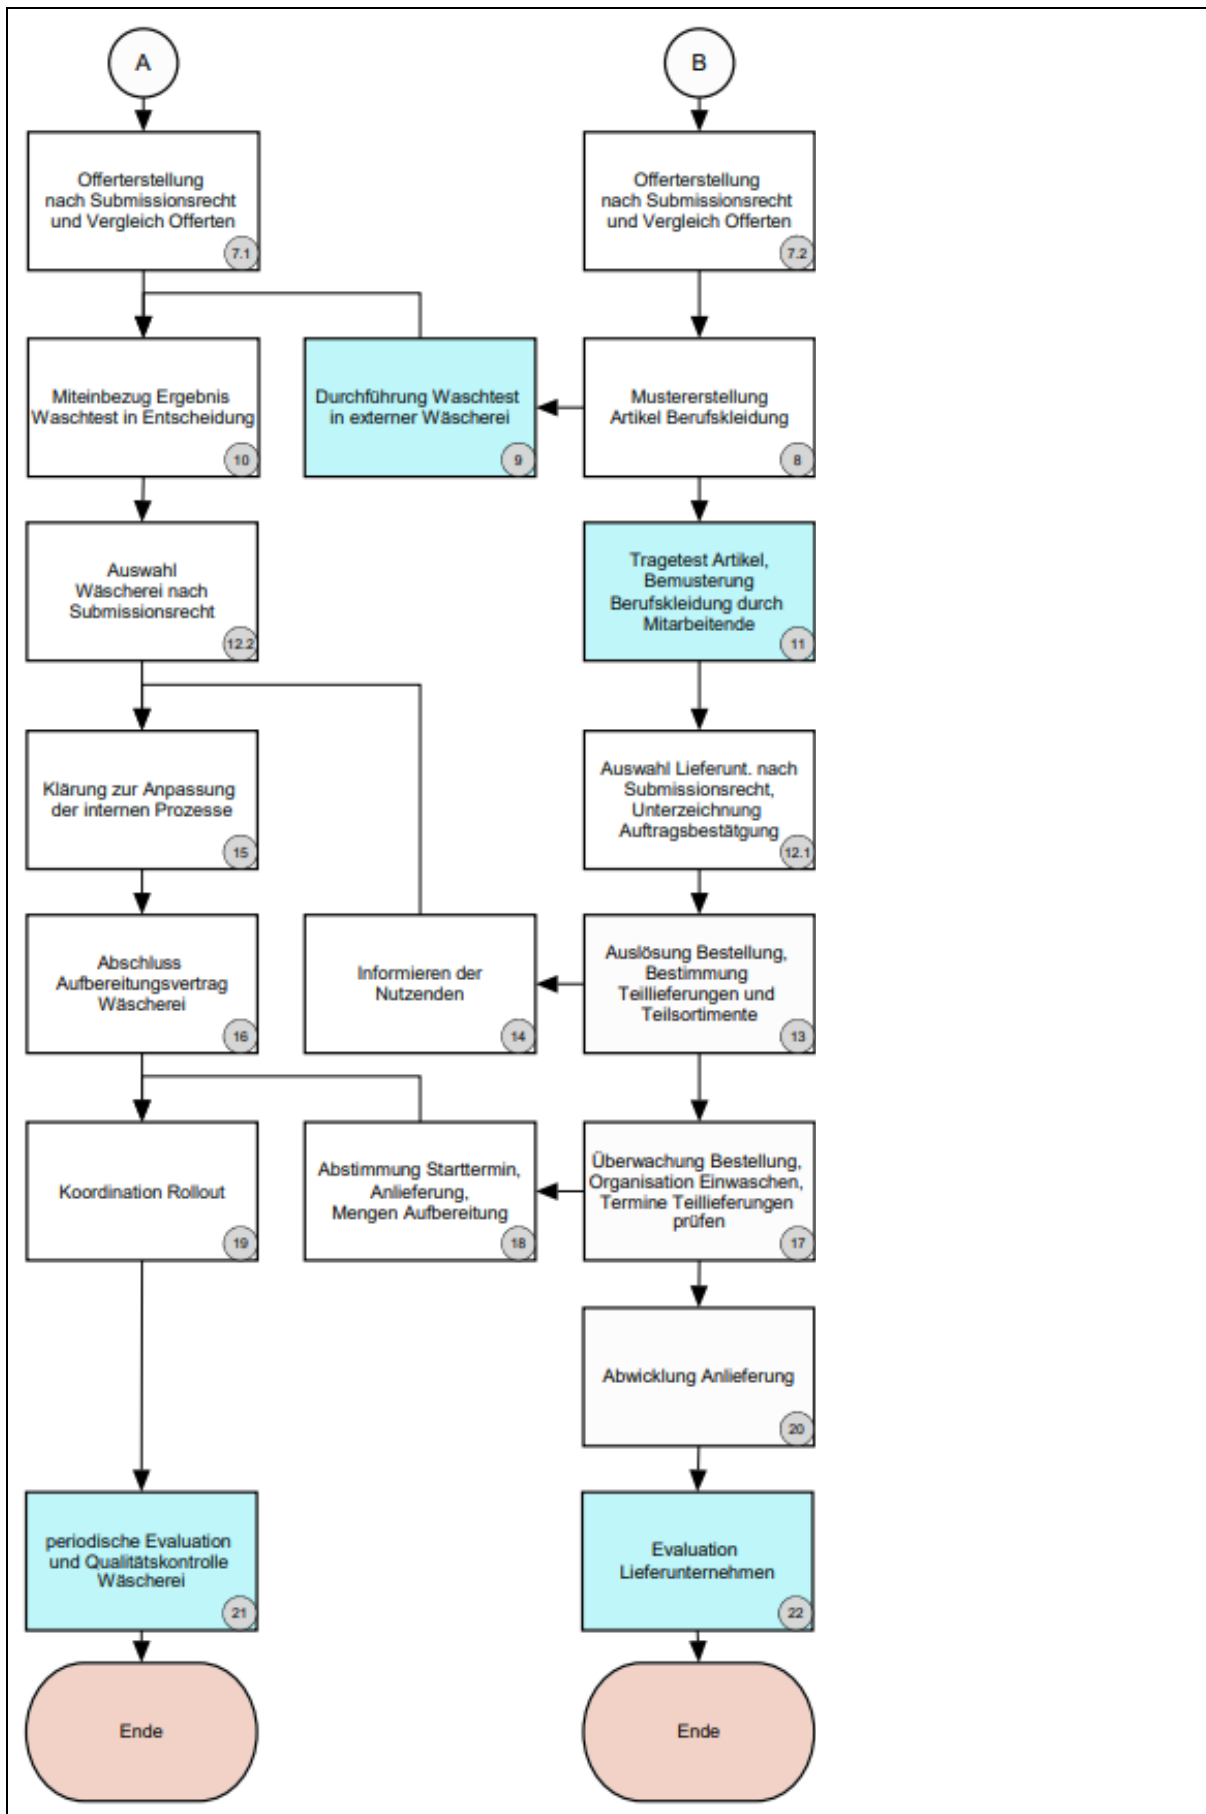 A
B
Offerterstellung
nach Submissionsrecht
und Vergleich Offerten
7.1
Offerterstellung
nach Submissionsrecht
und Vergleich Offerten
7.2
Miteinbezug Ergebnis
Waschtest in Entscheidung
10
Durchführung Waschtest
in externer Wäscherei
9
Mustererstellung
Artikel Berufskleidung
8
Auswahl
Wäscherei nach
Submissionsrecht
12.2
Tragetest Artikel,
Bemusterung
Berufskleidung durch
Mitarbeitende
11
Klärung zur Anpassung
der internen Prozesse
15
Auswahl Lieferunt. nach
Submissionsrecht,
Unterzeichnung
Auftragsbestätgung
12.1
Abschluss
Aufbereitungsvertrag
Wäscherei
16
Informieren der
Nutzenden
14
Auslösung Bestellung,
Bestimmung
Teillieferungen und
Teilsortimente
13
Koordination Rollout
19
Abstimmung Starttermin,
Anlieferung,
Mengen Aufbereitung
18
Überwachung Bestellung,
Organisation Einwaschen,
Termine Teillieferungen
prüfen
17
Abwicklung Anlieferung
20
periodische Evaluation
und Qualitätskontrolle
Wäscherei
21
Evaluation
Lieferunternehmen
22
Ende
Ende